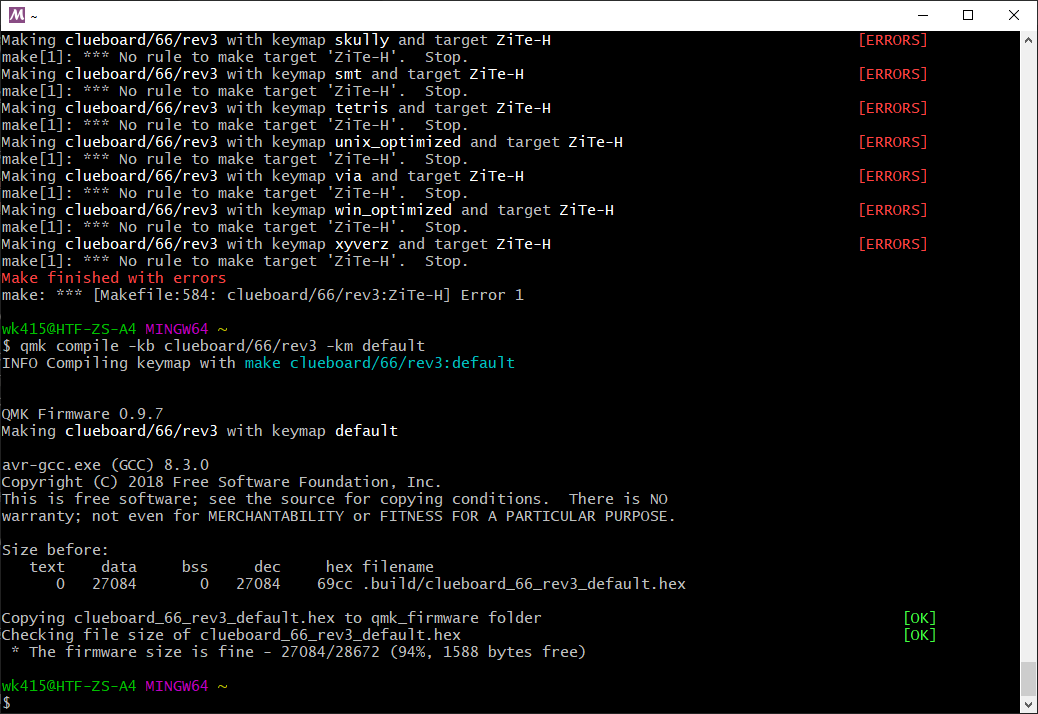 ~
Making clueboard/66/rev3 with keymap skully and target ZiTe-H [ERRORS]
make[1]: *** No rule to make target 'ZiTe-H'.  Stop.
Making clueboard/66/rev3 with keymap smt and target ZiTe-H [ERRORS]
make[1]: *** No rule to make target 'ZiTe-H'.  Stop.
Making clueboard/66/rev3 with keymap tetris and target ZiTe-H [ERRORS]
make[1]: *** No rule to make target 'ZiTe-H'.  Stop.
Making clueboard/66/rev3 with keymap unix_optimized and target ZiTe-H [ERRORS]
make[1]: *** No rule to make target 'ZiTe-H'.  Stop.
Making clueboard/66/rev3 with keymap via and target ZiTe-H [ERRORS]
make[1]: *** No rule to make target 'ZiTe-H'.  Stop.
Making clueboard/66/rev3 with keymap win_optimized and target ZiTe-H [ERRORS]
make[1]: *** No rule to make target 'ZiTe-H'.  Stop.
Making clueboard/66/rev3 with keymap xyverz and target ZiTe-H [ERRORS]
make[1]: *** No rule to make target 'ZiTe-H'.  Stop.
Make finished with errors
make: *** [Makefile:584: clueboard/66/rev3:ZiTe-H] Error 1
wk415@HTF-ZS-A4 MINGW64 ~
$ qmk compile -kb clueboard/66/rev3 -km default
INFO Compiling keymap with make clueboard/66/rev3:default
QMK Firmware 0.9.7
Making clueboard/66/rev3 with keymap default
avr-gcc.exe (GCC) 8.3.0
Copyright (C) 2018 Free Software Foundation, Inc.
This is free software; see the source for copying conditions.  There is NO
warranty; not even for MERCHANTABILITY or FITNESS FOR A PARTICULAR PURPOSE.
Size before:
text    data     bss     dec     hex filename
0   27084       0   27084    69cc .build/clueboard_66_rev3_default.hex
Copying clueboard_66_rev3_default.hex to qmk_firmware folder [OK]
Checking file size of clueboard_66_rev3_default.hex [OK]
* The firmware size is fine - 27084/28672 (94%, 1588 bytes free)
wk415@HTF-ZS-A4 MINGW64 ~
$